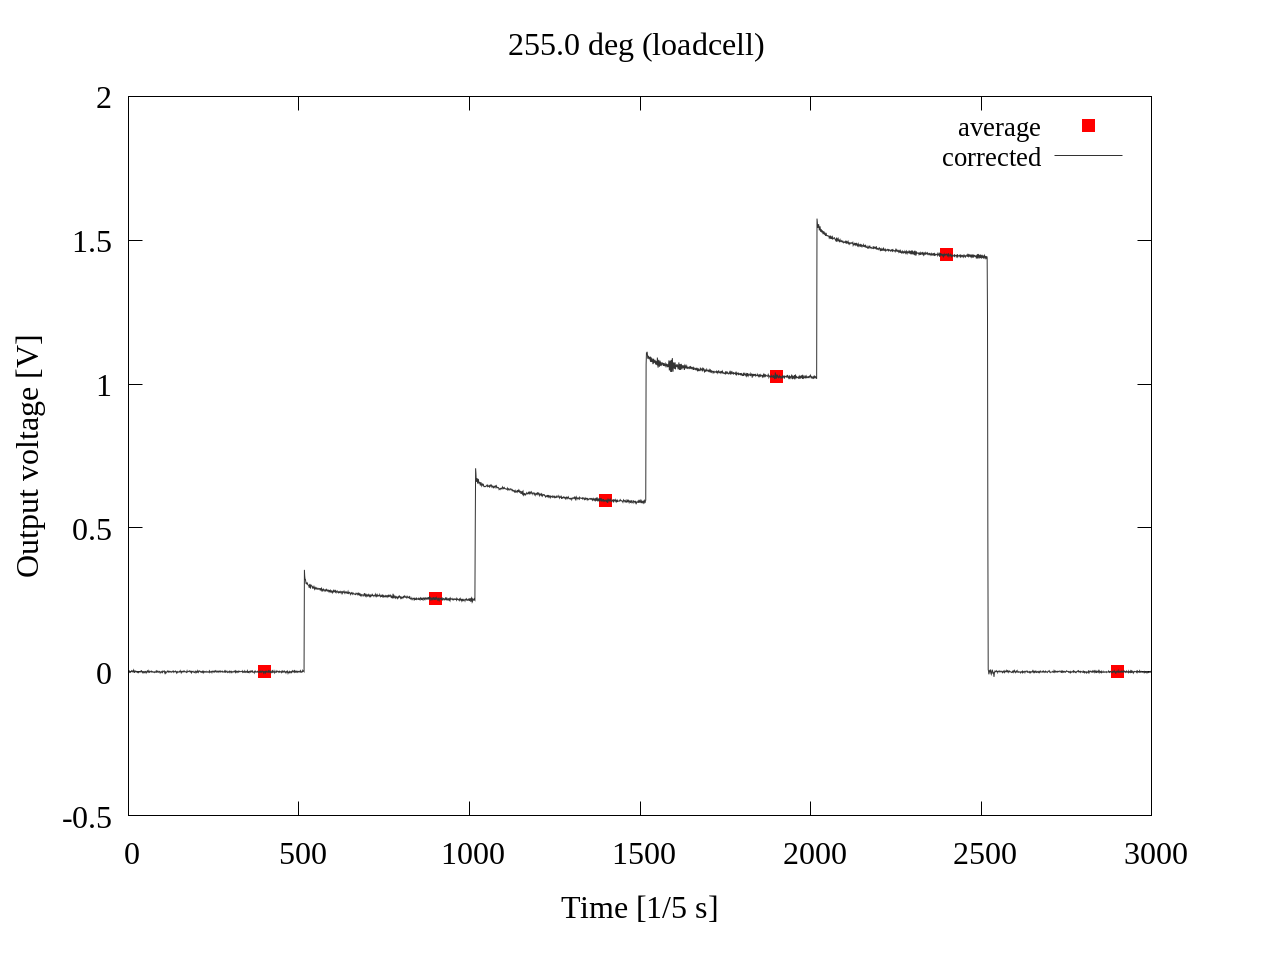 255.0 deg (loadcell)
2
average
corrected
1.5
1
0.5
0
-0.5
Output voltage [V]
0 500 1000 1500 2000 2500 3000
Time [1/5 s]